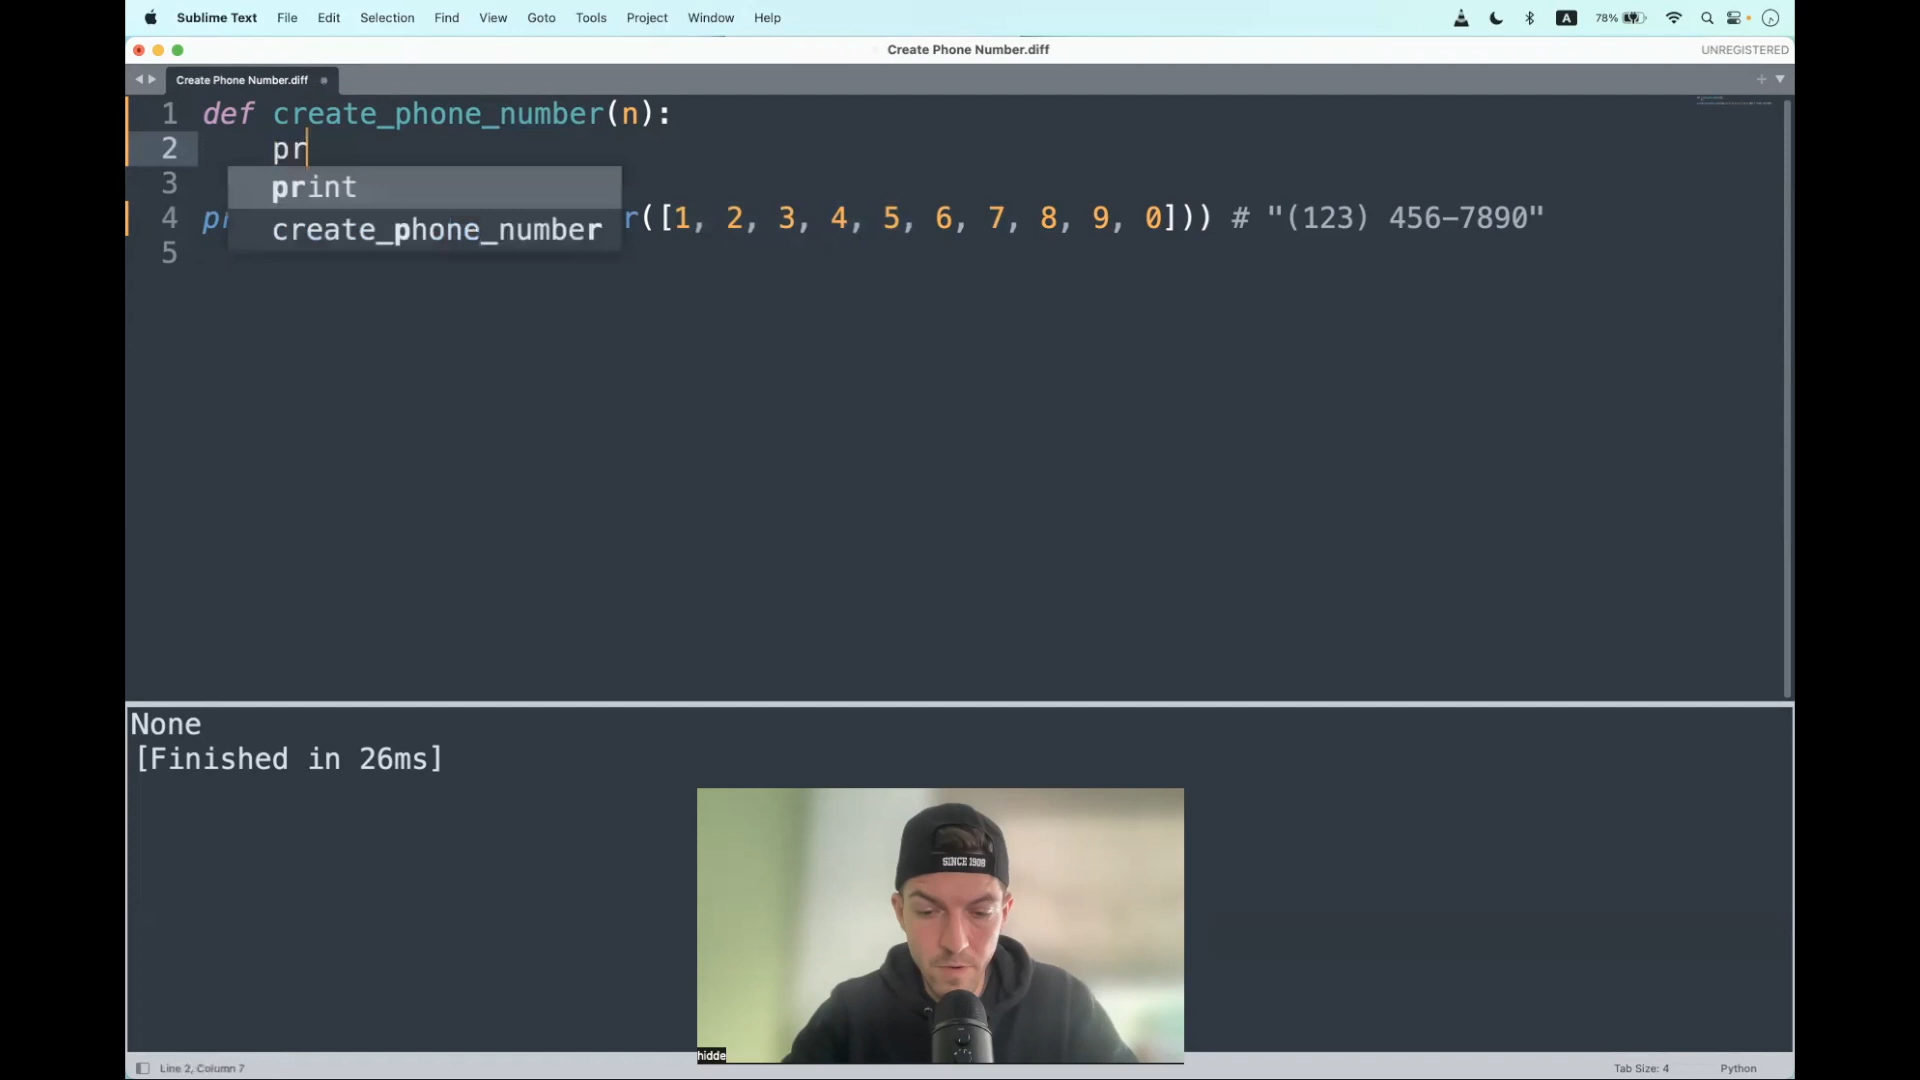 Sublime Text File Edit Selection Find View Goto Tools Project Window Help A 78%
Create Phone Number.diff UNREGISTERED
Create Phone Number.diff
1 def create_phone_number(n):
2 pr
print
3
create_phone_number
4 pr r([1, 2, 3, 4, 5, 6, 7, 8, 9, 0])) # "(123) 456-7890"
5
None
[Finished in 26ms]
SINCE 1908
hidde
Line 2, Column 7 Tab Size: 4 Python